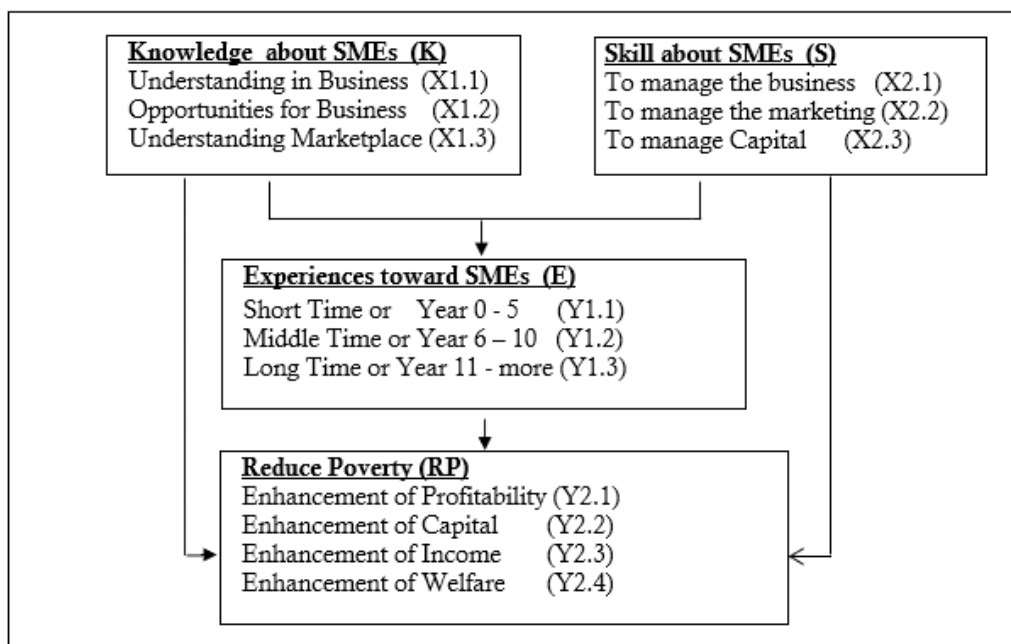 Knowledge about SMEs (K)
Understanding in Business (X1.1)
Opportunities for Business (X1.2)
Understanding Marketplace (X1.3)
Skill about SMEs (S)
To manage the business (X2.1)
To manage the marketing (X2.2)
To manage Capital (X2.3)
Experiences toward SMEs (E)
Short Time or Year 0 - 5 (Y1.1)
Middle Time or Year 6 – 10 (Y1.2)
Long Time or Year 11 - more (Y1.3)
Reduce Poverty (RP)
Enhancement of Profitability (Y2.1)
Enhancement of Capital (Y2.2)
Enhancement of Income (Y2.3)
Enhancement of Welfare (Y2.4)